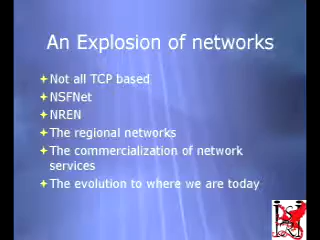 An Explosion of networks
Not all TCP based
NSFNet
NREN
The regional networks
The commercialization of network
services
The evolution to where we are today